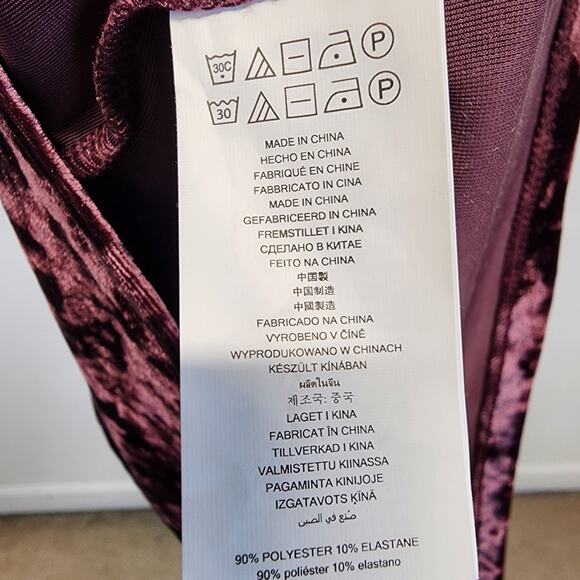 30C P
30 P
MADE IN CHINA
HECHO EN CHINA
FABRIQUÉ EN CHINE
FABBRICATO IN CINA
MADE IN CHINA
GEFABRICEERD IN CHINA
FREMSTILLET I KINA
СДЕЛАНО В КИТАЕ
FEITO NA CHINA
中国製
中国制造
中國製造
FABRICADO NA CHINA
VYROBENO V ČÍNĚ
WYPRODUKOWANO W CHINACH
KÉSZÜLT KÍNÁBAN
ผลิตในจีน
제조국: 중국
LAGET I KINA
FABRICAT ÎN CHINA
TILLVERKAD I KINA
VALMISTETTU KIINASSA
PAGAMINTA KINIJOJE
IZGATAVOTS ĶĪNĀ
صُنع في الصين
90% POLYESTER 10% ELASTANE
90% poliéster 10% elastano